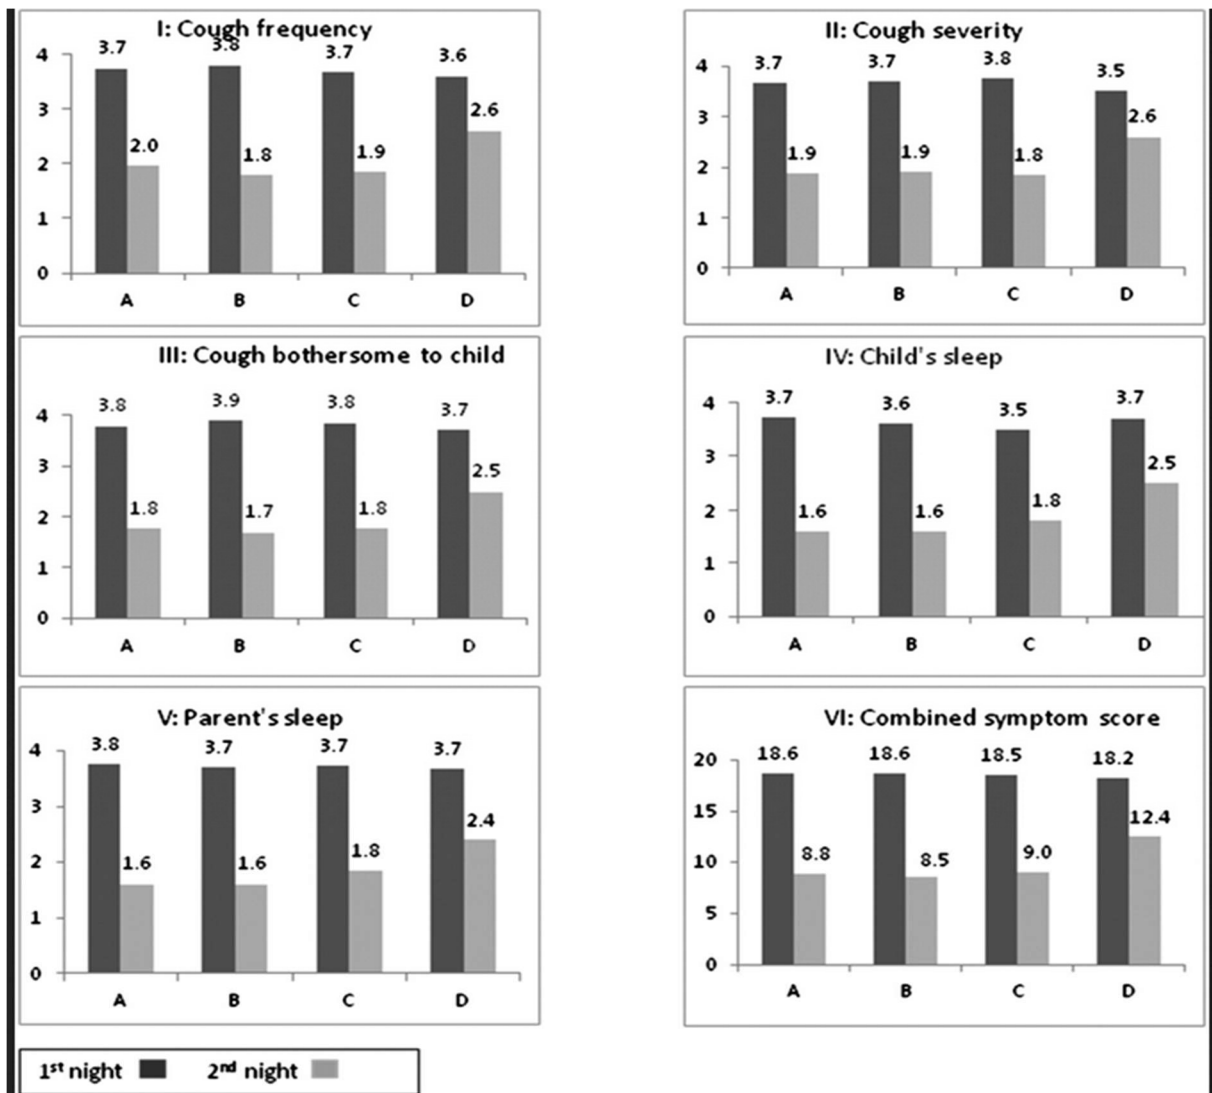 I: Cough frequency
3.7 3.8 3.7 3.6
4
3
2
1
0
2.0 1.8 1.9 2.6
A B C D
II: Cough severity
3.7 3.7 3.8 3.5
4
3
2
1
0
1.9 1.9 1.8 2.6
A B C D
III: Cough bothersome to child
3.8 3.9 3.8 3.7
4
3
2
1
0
1.8 1.7 1.8 2.5
A B C D
IV: Child's sleep
3.7 3.6 3.5 3.7
4
3
2
1
0
1.6 1.6 1.8 2.5
A B C D
V: Parent's sleep
3.8 3.7 3.7 3.7
4
3
2
1
0
1.6 1.6 1.8 2.4
A B C D
VI: Combined symptom score
18.6 18.6 18.5 18.2
20
15
10
5
0
8.8 8.5 9.0 12.4
A B C D
1st night 2nd night